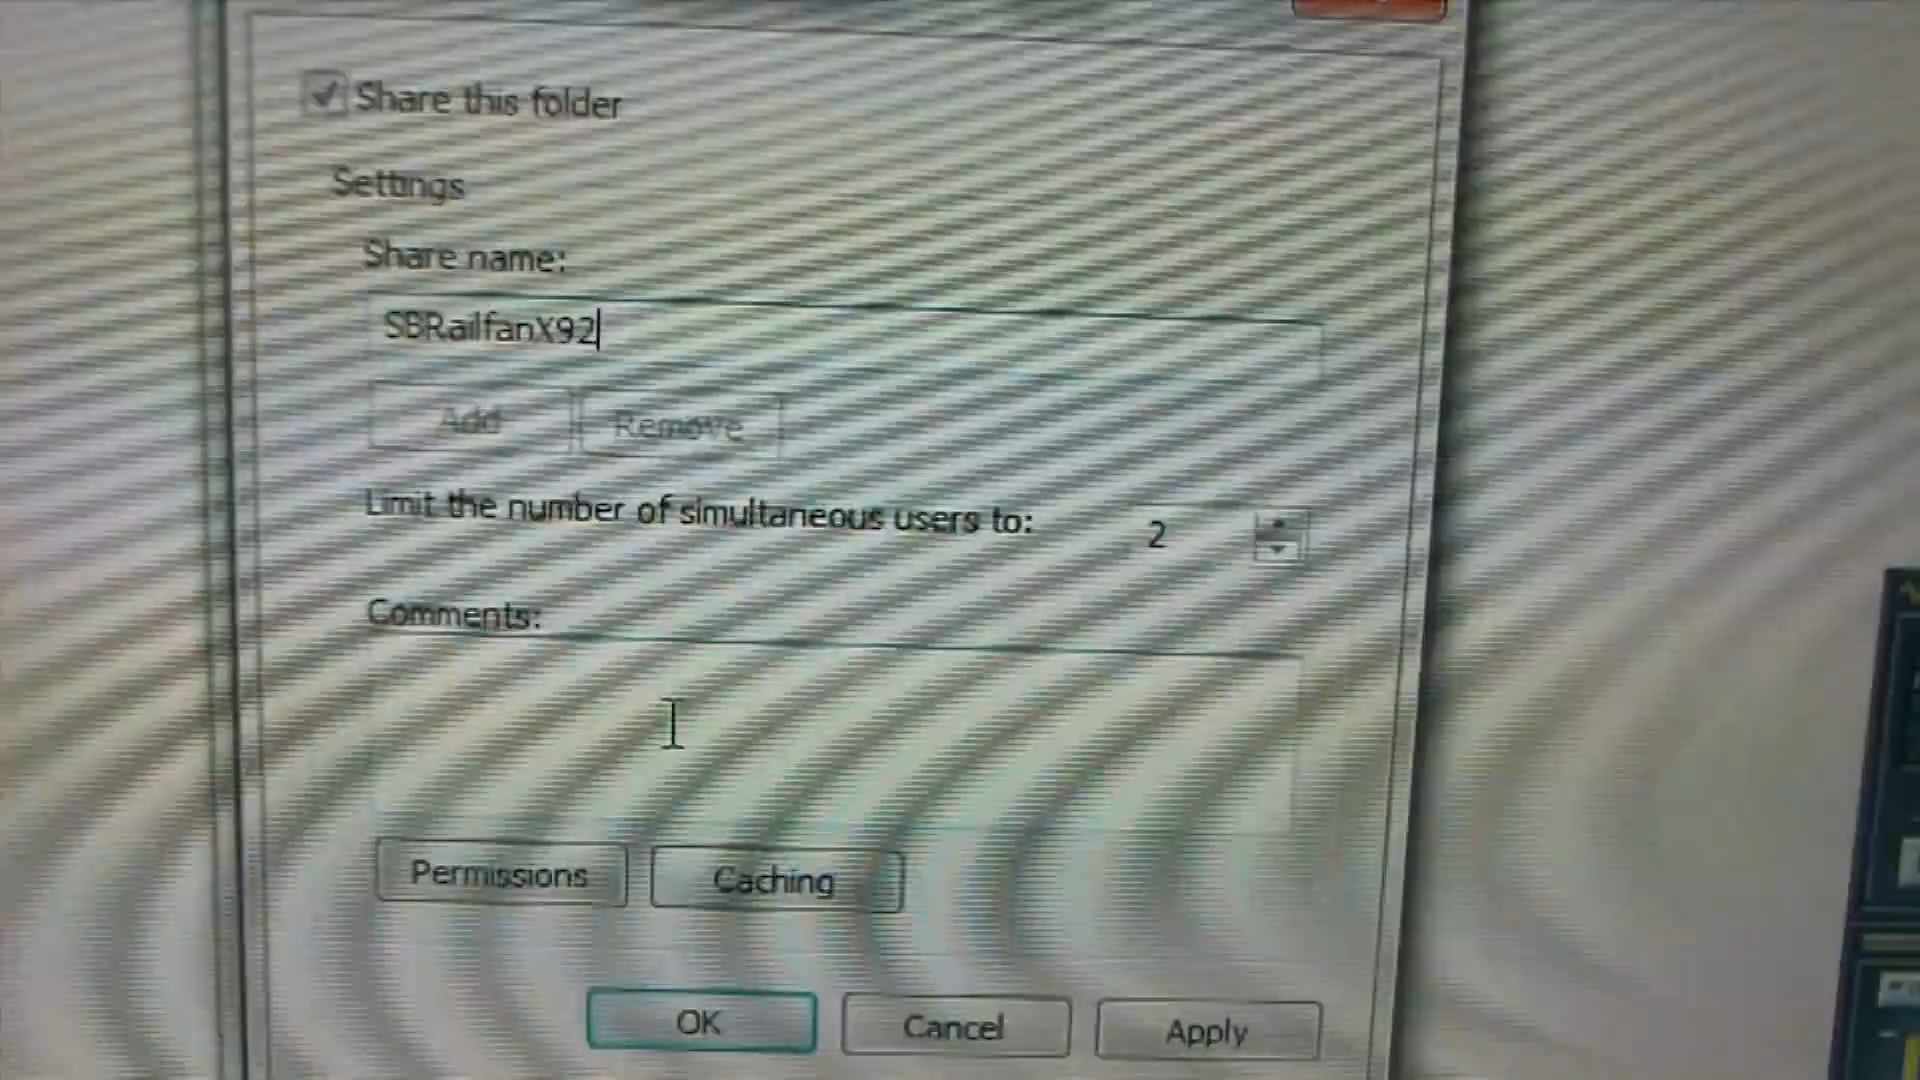 Share this folder
Settings
Share name:
SBRailfanX92
Add Remove
Limit the number of simultaneous users to: 2
Comments:
Permissions Caching
OK Cancel Apply